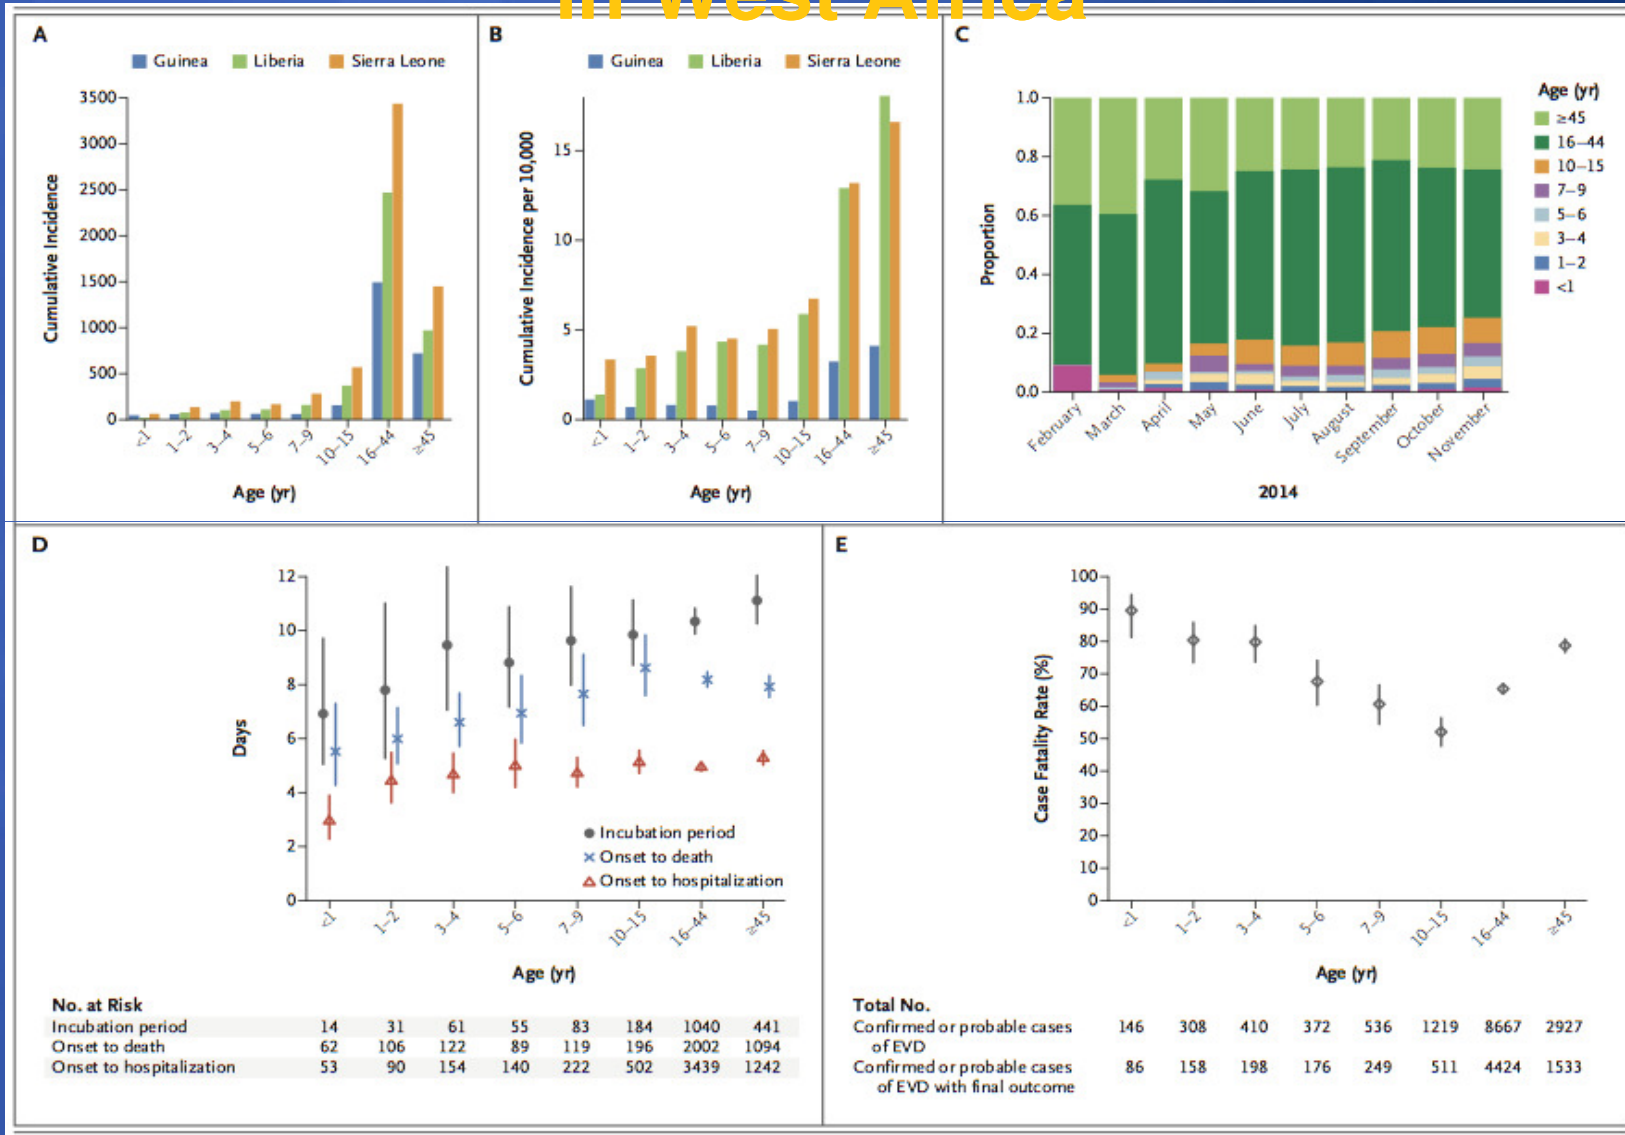 in West Africa
A
Guinea Liberia Sierra Leone
3500
3000
2500
2000
1500
1000
500
0
Cumulative Incidence
<1 1–2 3–4 5–6 7–9 10–15 16–44 ≥45
Age (yr)
B
Guinea Liberia Sierra Leone
15
10
5
0
Cumulative Incidence per 10,000
<1 1–2 3–4 5–6 7–9 10–15 16–44 ≥45
Age (yr)
C
1.0
0.8
0.6
0.4
0.2
0.0
Proportion
February March April May June July August September October November
2014
Age (yr)
≥45
16–44
10–15
7–9
5–6
3–4
1–2
<1
D
12
10
8
6
4
2
0
Days
Incubation period
Onset to death
Onset to hospitalization
<1 1–2 3–4 5–6 7–9 10–15 16–44 ≥45
Age (yr)
No. at Risk
Incubation period 14 31 61 55 83 184 1040 441
Onset to death 62 106 122 89 119 196 2002 1094
Onset to hospitalization 53 90 154 140 222 502 3439 1242
E
100
90
80
70
60
50
40
30
20
10
0
Case Fatality Rate (%)
<1 1–2 3–4 5–6 7–9 10–15 16–44 ≥45
Age (yr)
Total No.
Confirmed or probable cases 146 308 410 372 536 1219 8667 2927
of EVD
Confirmed or probable cases 86 158 198 176 249 511 4424 1533
of EVD with final outcome